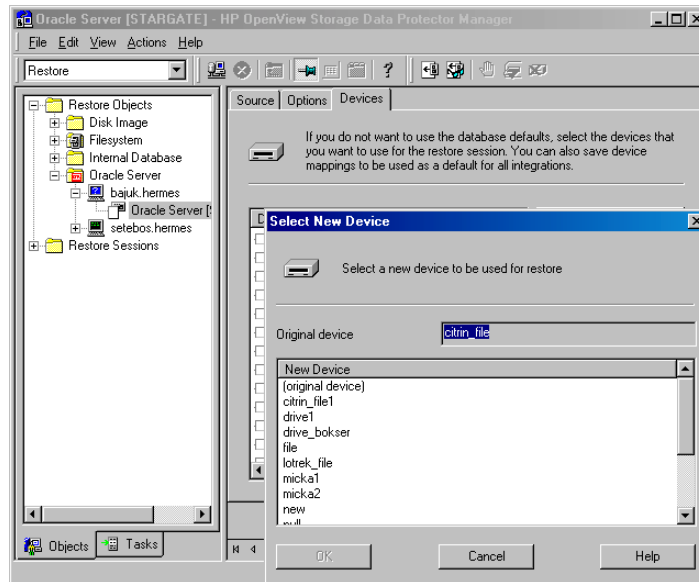 Oracle Server [STARGATE] - HP OpenView Storage Data Protector Manager
File Edit View Actions Help
Restore
Restore Objects
Disk Image
Filesystem
Internal Database
Oracle Server
bajuk.hermes
Oracle Server [
setebos.hermes
Restore Sessions
Objects Tasks
Source Options Devices
If you do not want to use the database defaults, select the devices that
you want to use for the restore session. You can also save device
mappings to be used as a default for all integrations.
Select New Device
Select a new device to be used for restore
Original device citrin_file
New Device
(original device)
citrin_file1
drive1
drive_bokser
file
lotrek_file
micka1
micka2
new
null
OK Cancel Help